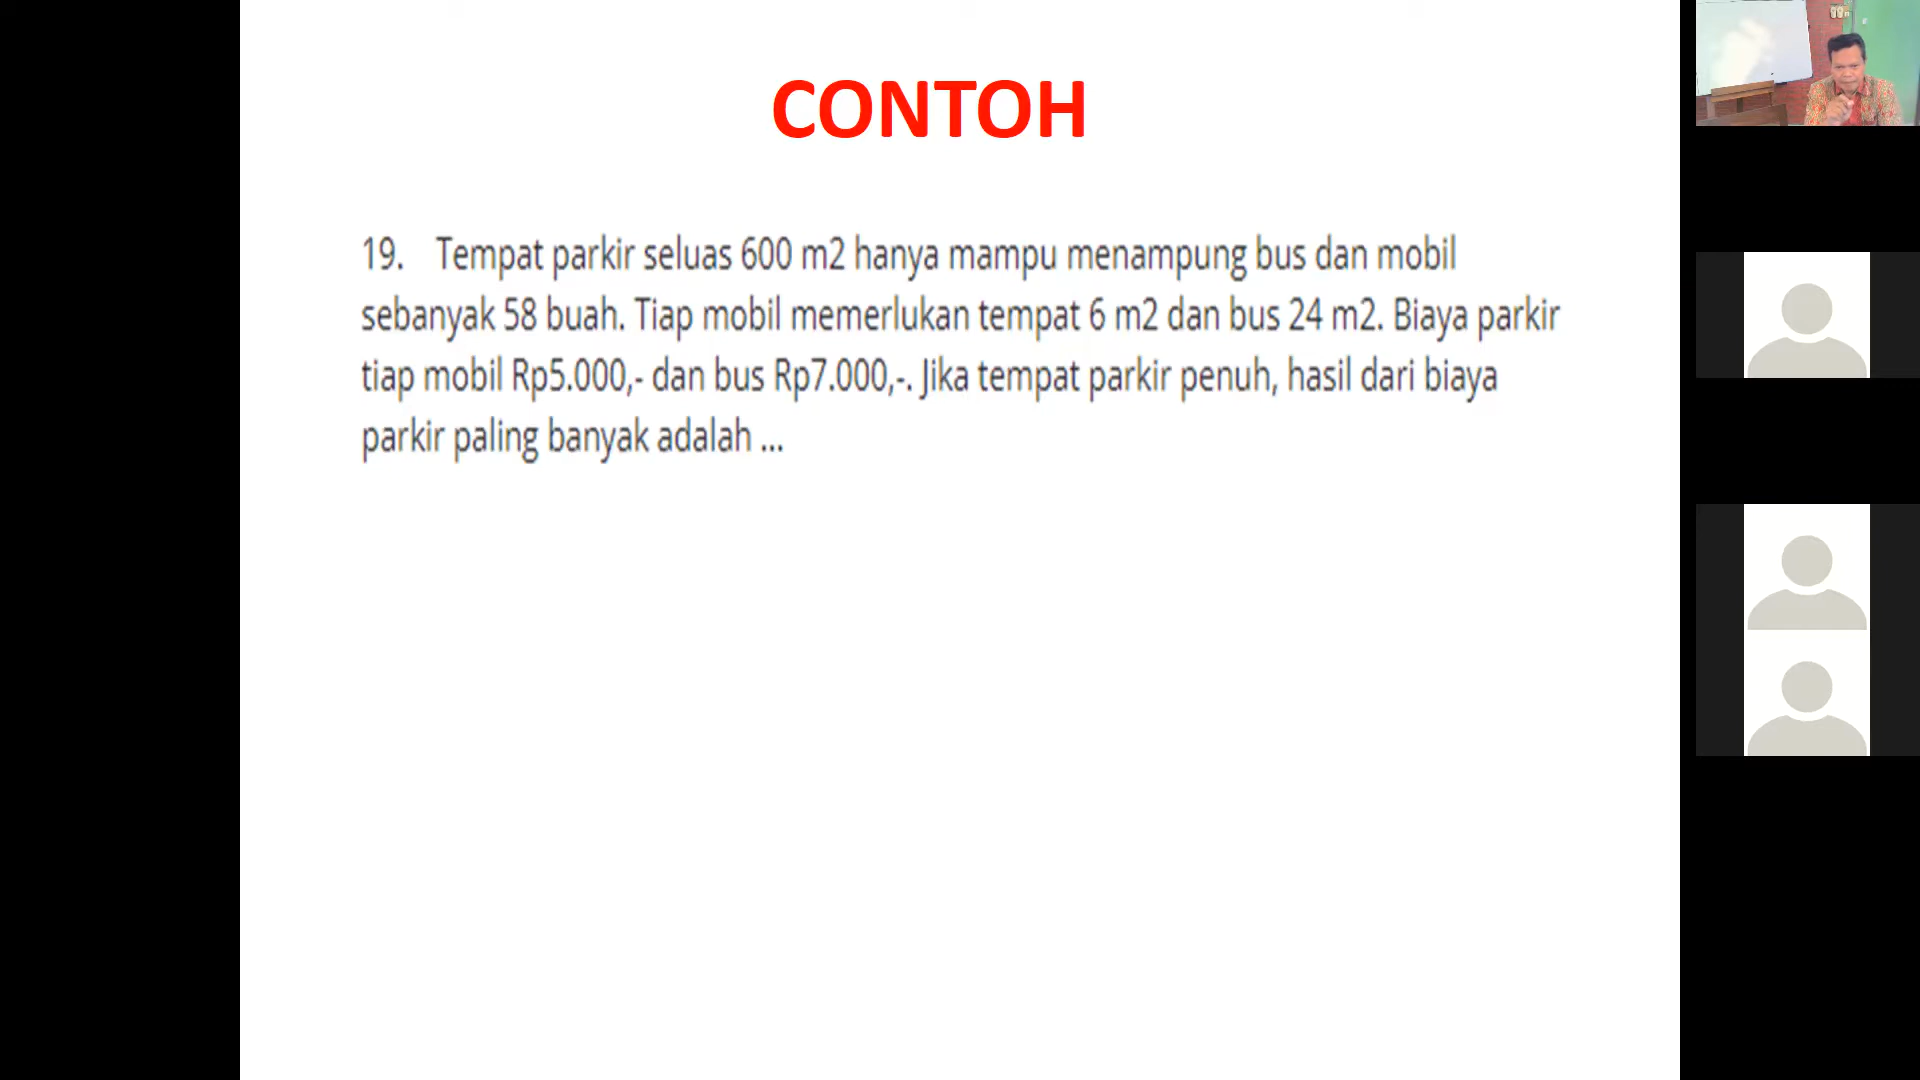 CONTOH
19. Tempat parkir seluas 600 m2 hanya mampu menampung bus dan mobil
sebanyak 58 buah. Tiap mobil memerlukan tempat 6 m2 dan bus 24 m2. Biaya parkir
tiap mobil Rp5.000,- dan bus Rp7.000,-. Jika tempat parkir penuh, hasil dari biaya
parkir paling banyak adalah ...